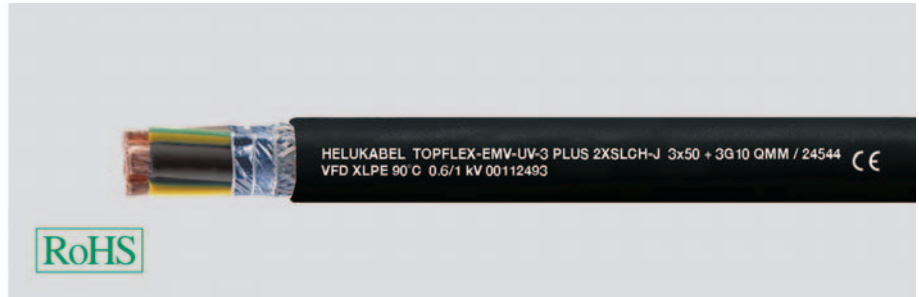 HELUKABEL TOPFLEX-EMV-UV-3 PLUS 2XSLCH-J 3x50 + 3G10 QMM / 24544 CE
VFD XLPE 90°C 0.6/1 kV 00112493
RoHS